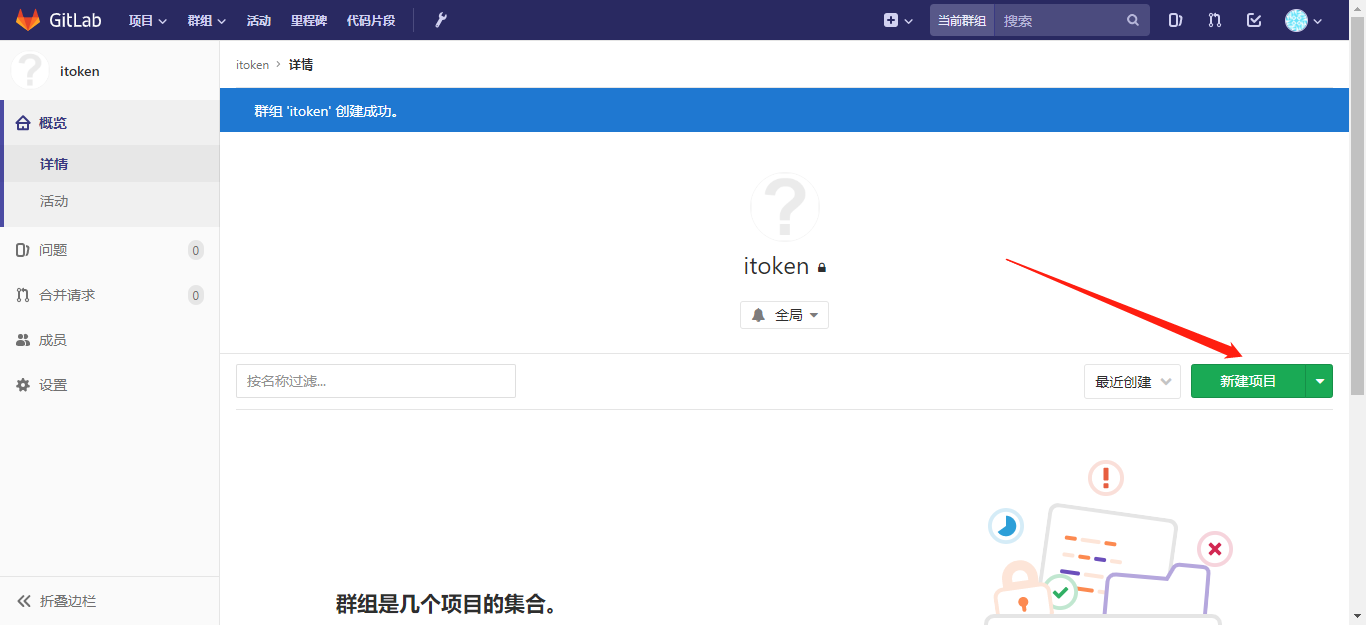 GitLab 项目 群组 活动 里程碑 代码片段 当前群组 搜索
itoken
概览
详情
活动
问题 0
合并请求 0
成员
设置
折叠边栏
itoken › 详情
群组 'itoken' 创建成功。
itoken
全局
按名称过滤... 最近创建 新建项目
群组是几个项目的集合。